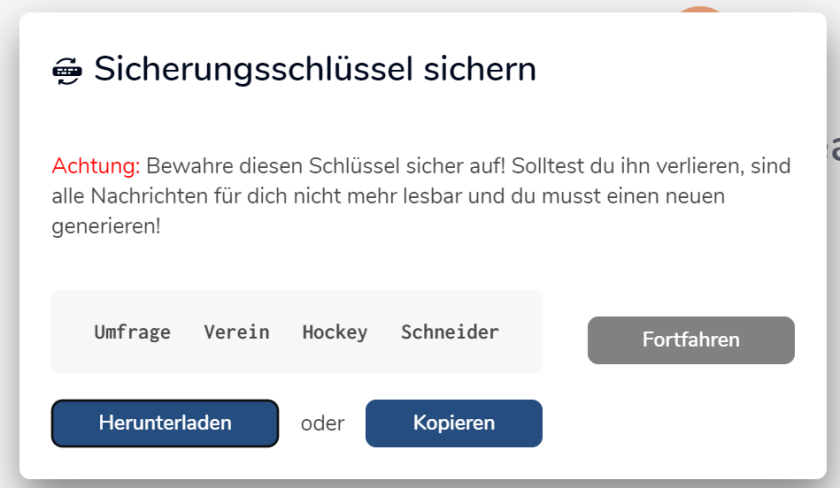 Sicherungsschlüssel sichern
Achtung: Bewahre diesen Schlüssel sicher auf! Solltest du ihn verlieren, sind
alle Nachrichten für dich nicht mehr lesbar und du musst einen neuen
generieren!
Umfrage Verein Hockey Schneider
Fortfahren
Herunterladen oder Kopieren